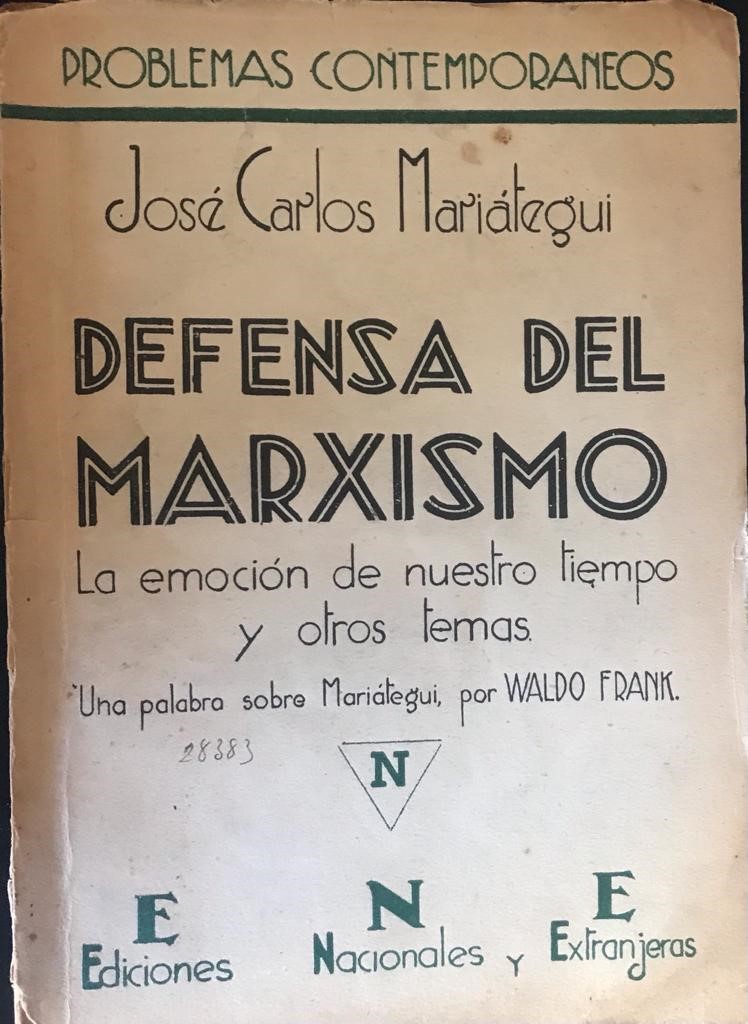 PROBLEMAS CONTEMPORANEOS
José Carlos Mariátegui
DEFENSA DEL
MARXISMO
La emoción de nuestro tiempo
y otros temas.
Una palabra sobre Mariátegui, por WALDO FRANK.
28383
N
E N E
Ediciones Nacionales y Extranjeras